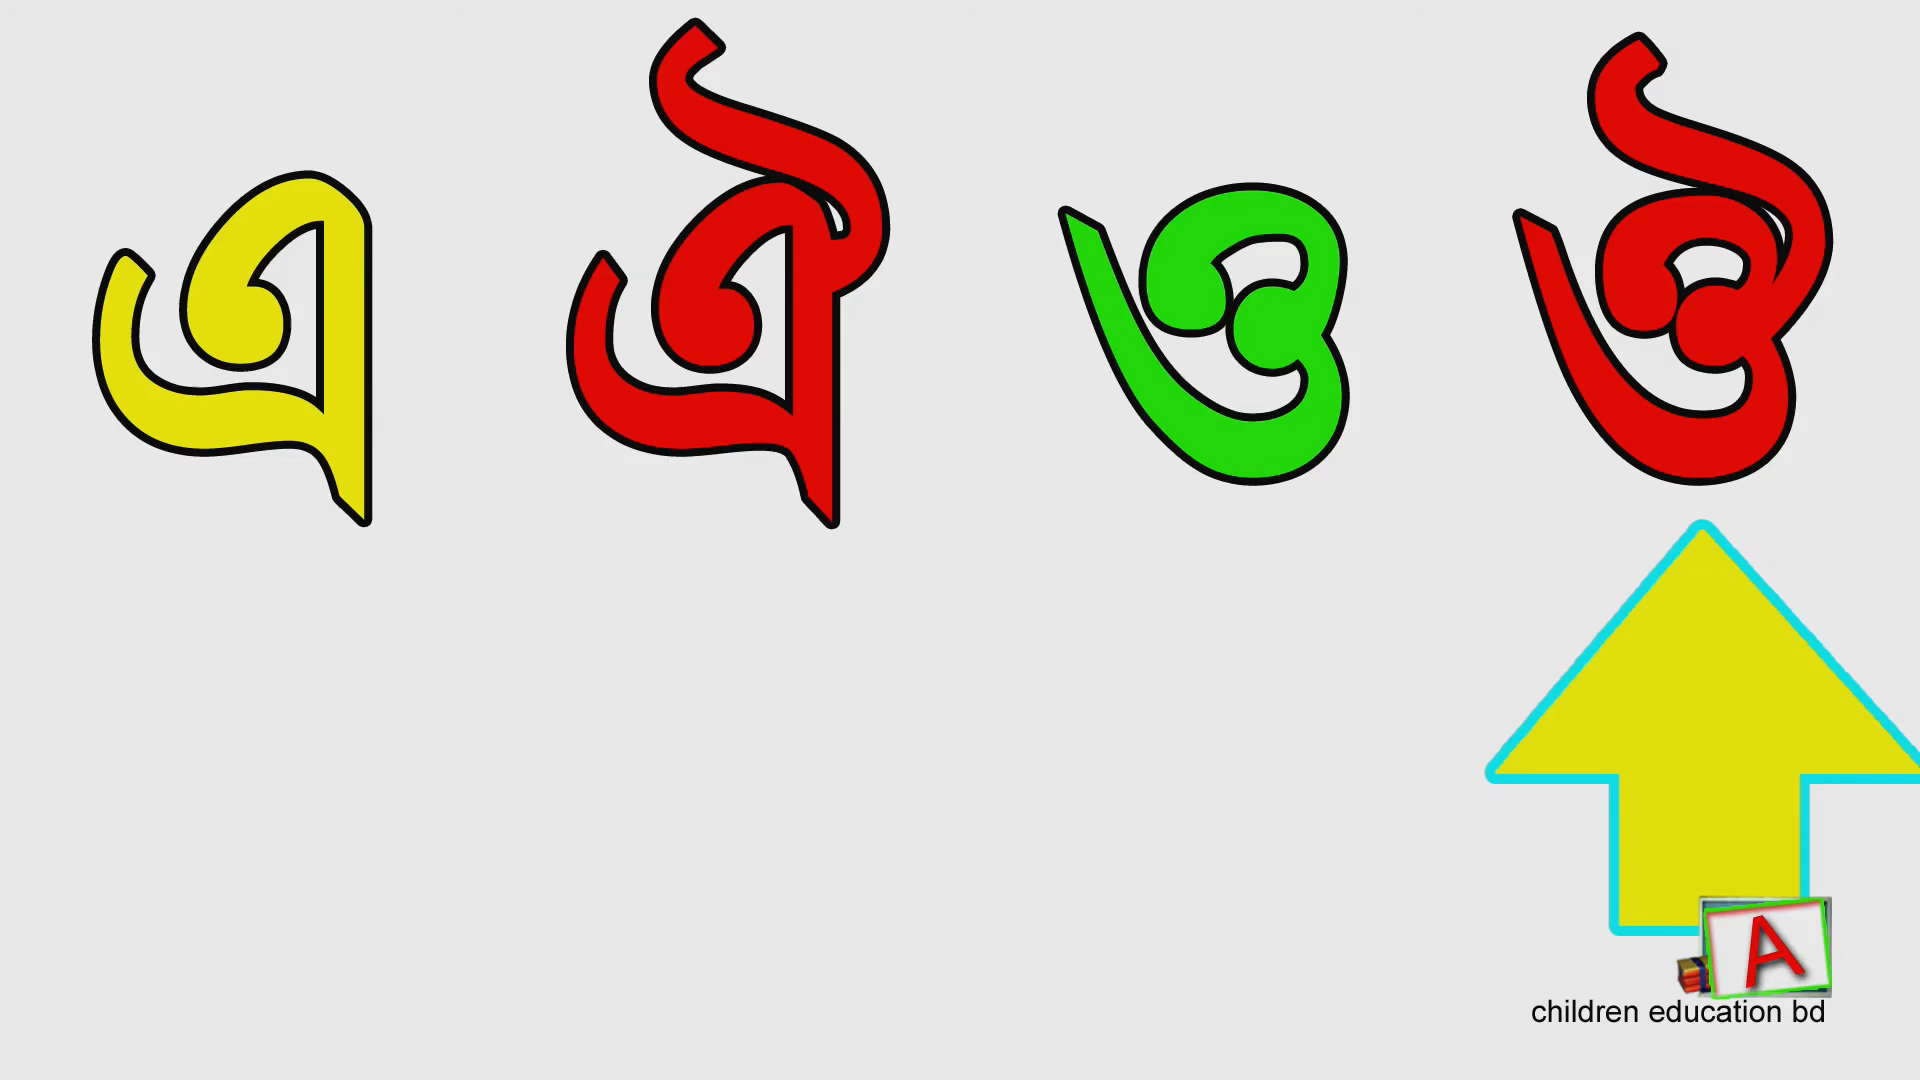 এ ঐ ও ঔ
A
children education bd